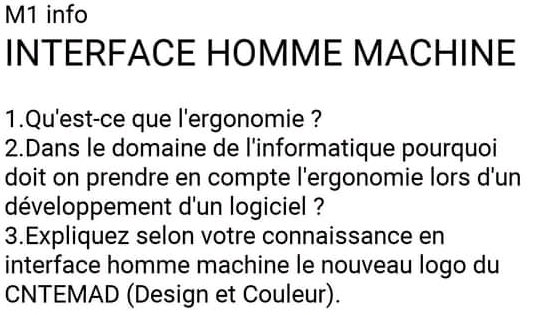 M1 info
INTERFACE HOMME MACHINE
1.Qu'est-ce que l'ergonomie ?
2.Dans le domaine de l'informatique pourquoi
doit on prendre en compte l'ergonomie lors d'un
développement d'un logiciel ?
3.Expliquez selon votre connaissance en
interface homme machine le nouveau logo du
CNTEMAD (Design et Couleur).